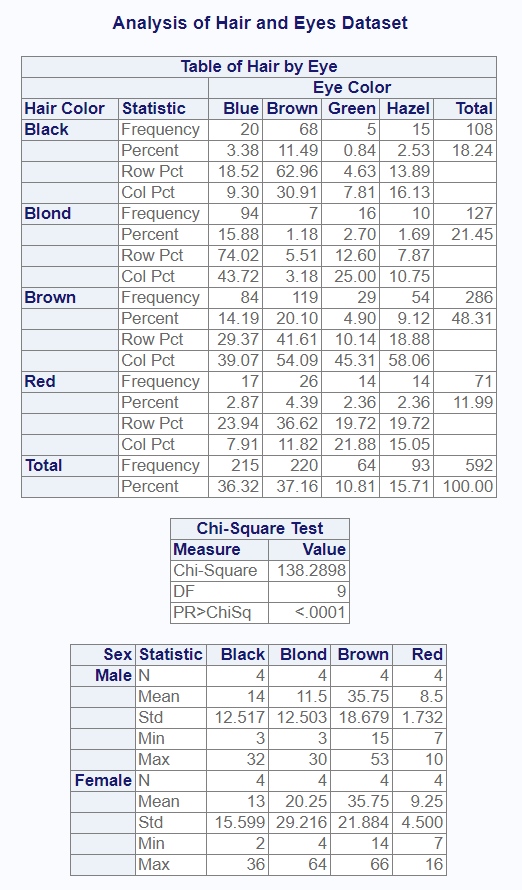 Analysis of Hair and Eyes Dataset
Table of Hair by Eye
Eye Color
Hair Color Statistic Blue Brown Green Hazel Total
Black Frequency 20 68 5 15 108
Percent 3.38 11.49 0.84 2.53 18.24
Row Pct 18.52 62.96 4.63 13.89
Col Pct 9.30 30.91 7.81 16.13
Blond Frequency 94 7 16 10 127
Percent 15.88 1.18 2.70 1.69 21.45
Row Pct 74.02 5.51 12.60 7.87
Col Pct 43.72 3.18 25.00 10.75
Brown Frequency 84 119 29 54 286
Percent 14.19 20.10 4.90 9.12 48.31
Row Pct 29.37 41.61 10.14 18.88
Col Pct 39.07 54.09 45.31 58.06
Red Frequency 17 26 14 14 71
Percent 2.87 4.39 2.36 2.36 11.99
Row Pct 23.94 36.62 19.72 19.72
Col Pct 7.91 11.82 21.88 15.05
Total Frequency 215 220 64 93 592
Percent 36.32 37.16 10.81 15.71 100.00
Chi-Square Test
Measure Value
Chi-Square 138.2898
DF 9
PR>ChiSq <.0001
Sex Statistic Black Blond Brown Red
Male N 4 4 4 4
Mean 14 11.5 35.75 8.5
Std 12.517 12.503 18.679 1.732
Min 3 3 15 7
Max 32 30 53 10
Female N 4 4 4 4
Mean 13 20.25 35.75 9.25
Std 15.599 29.216 21.884 4.500
Min 2 4 14 7
Max 36 64 66 16